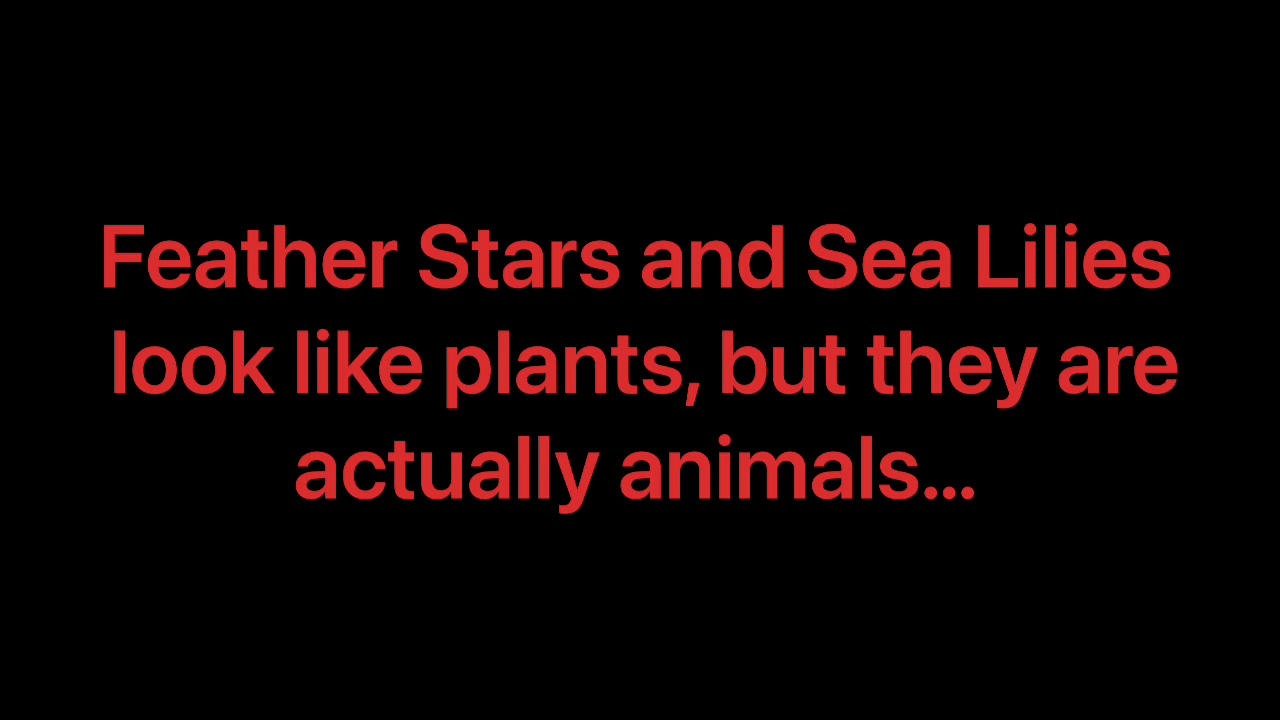 Feather Stars and Sea Lilies
look like plants, but they are
actually animals...